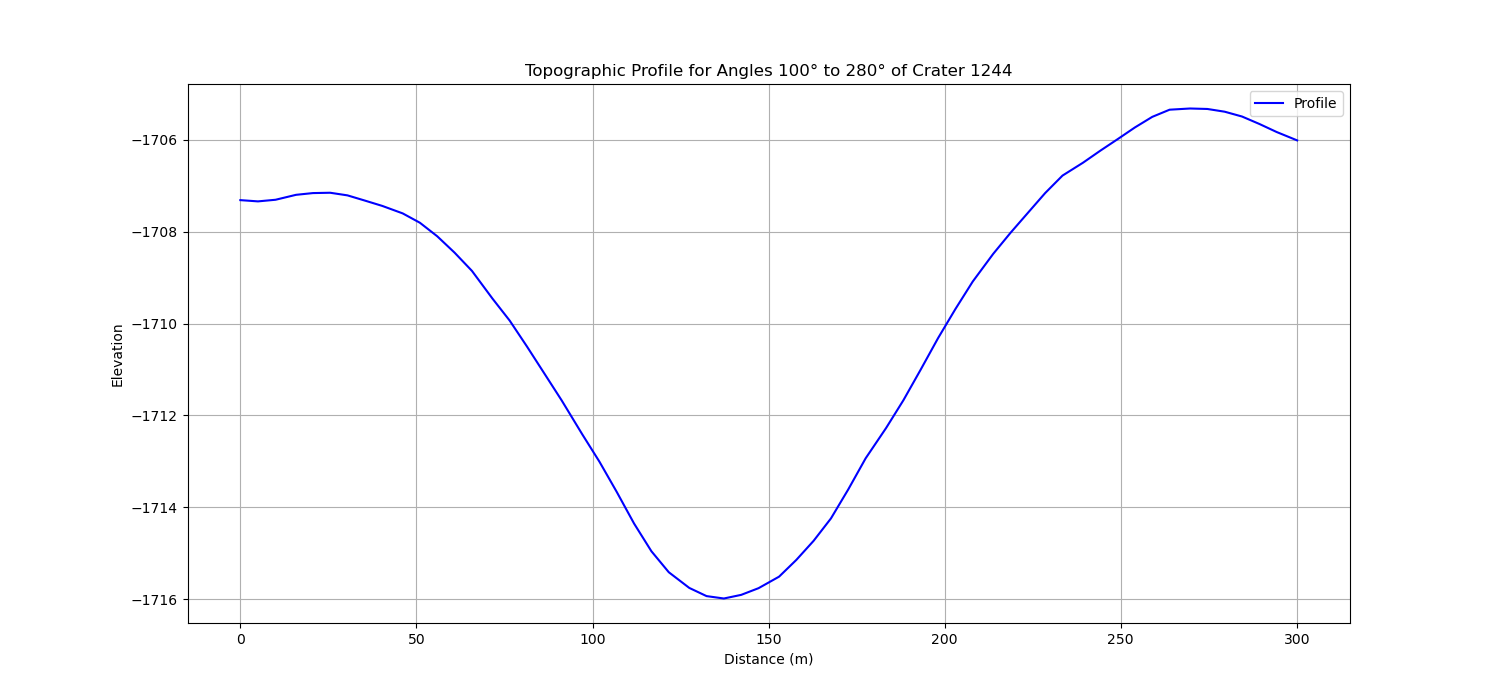 Topographic Profile for Angles 100° to 280° of Crater 1244
Profile
−1706
−1708
−1710
−1712
−1714
−1716
Elevation
0 50 100 150 200 250 300
Distance (m)